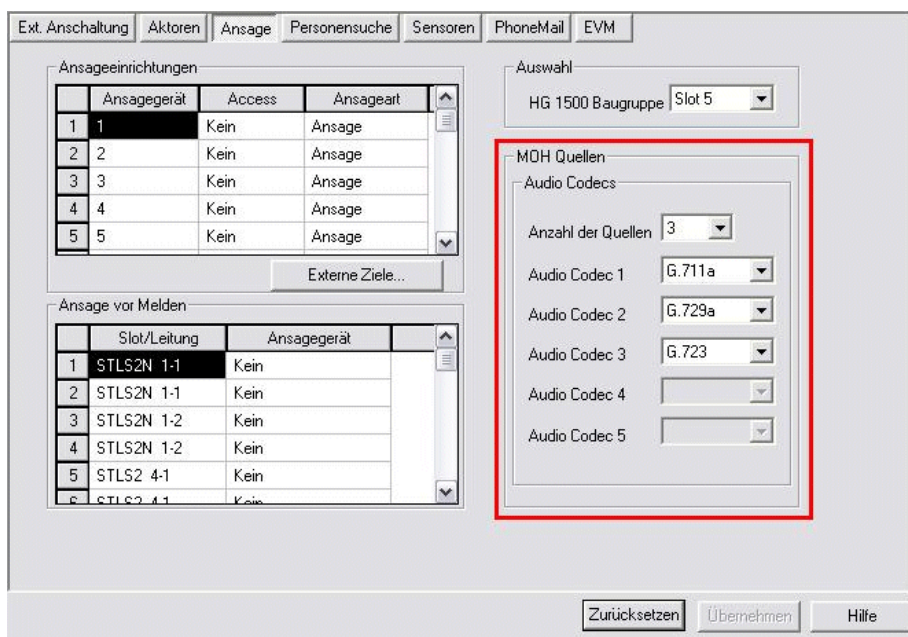 Ext. Anschaltung Aktoren Ansage Personensuche Sensoren PhoneMail EVM
Ansageeinrichtungen
Ansagegerät Access Ansageart
1 1 Kein Ansage
2 2 Kein Ansage
3 3 Kein Ansage
4 4 Kein Ansage
5 5 Kein Ansage
Externe Ziele...
Ansage vor Melden
Slot/Leitung Ansagegerät
1 STLS2N 1-1 Kein
2 STLS2N 1-1 Kein
3 STLS2N 1-2 Kein
4 STLS2N 1-2 Kein
5 STLS2 4-1 Kein
6 STLS2 4-1 Kein
Auswahl
HG 1500 Baugruppe Slot 5
MOH Quellen
Audio Codecs
Anzahl der Quellen 3
Audio Codec 1 G.711a
Audio Codec 2 G.729a
Audio Codec 3 G.723
Audio Codec 4
Audio Codec 5
Zurücksetzen Übernehmen Hilfe